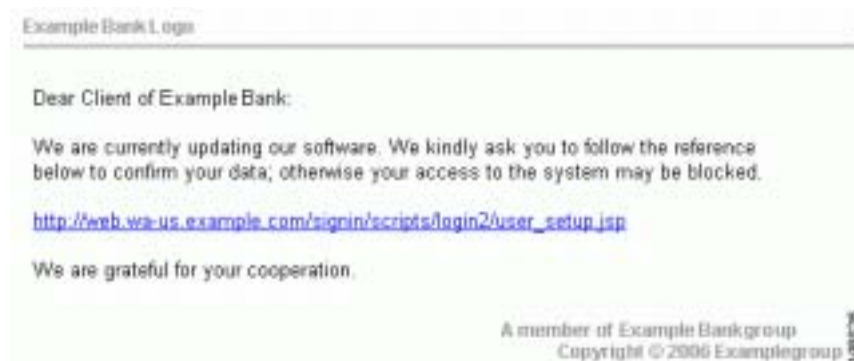 Example Bank Logo
Dear Client of Example Bank:
We are currently updating our software. We kindly ask you to follow the reference
below to confirm your data; otherwise your access to the system may be blocked.
http://web.wa-us.example.com/signin/scripts/login2/user_setup.jsp
We are grateful for your cooperation.
A member of Example Bankgroup
Copyright © 2006 Examplegroup